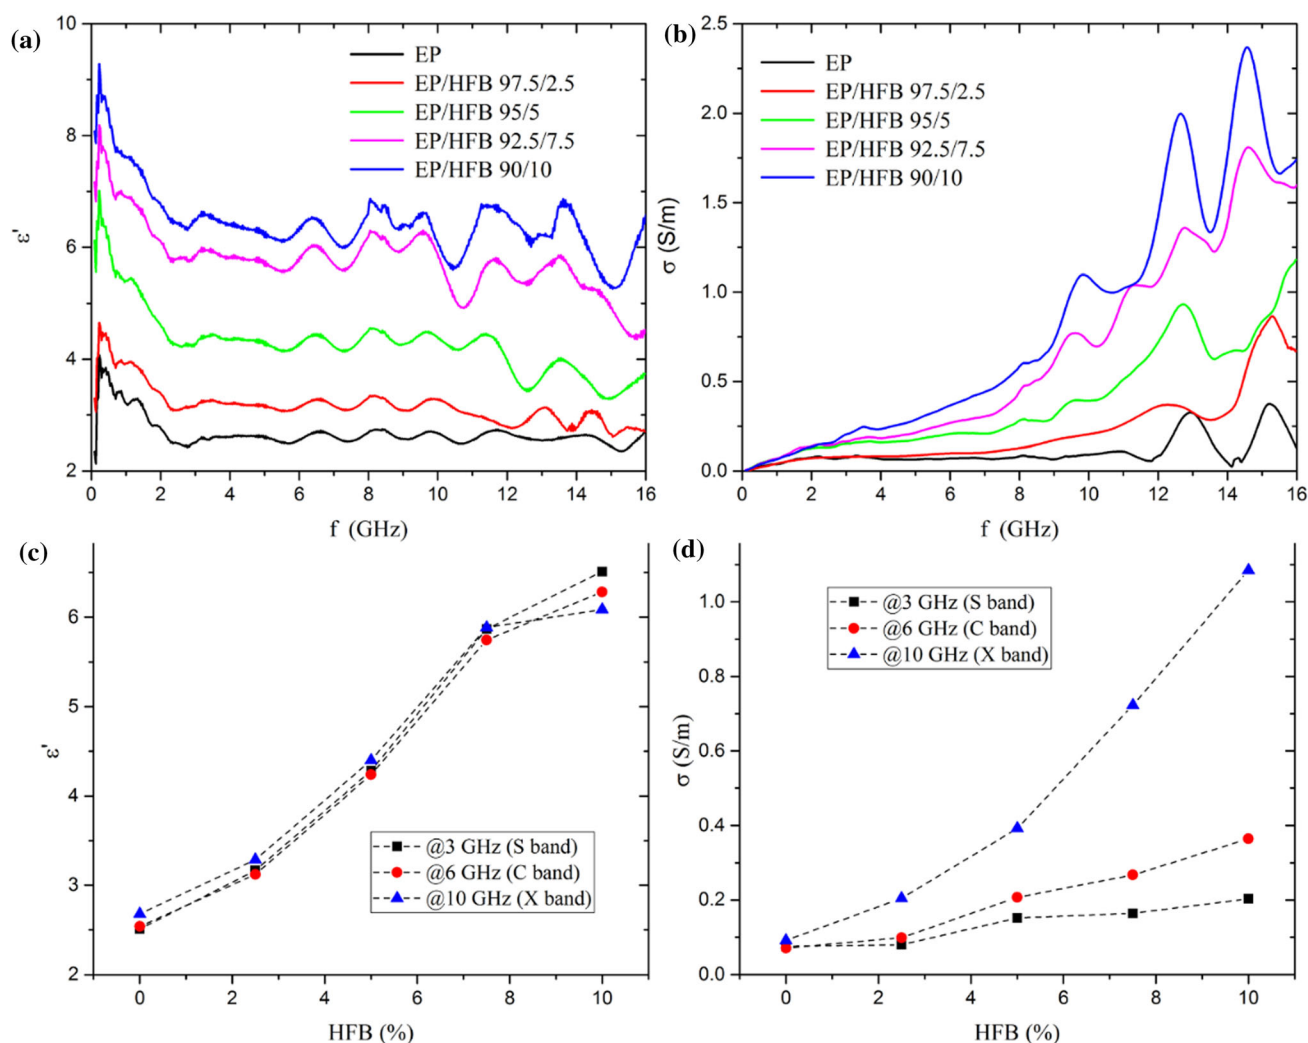 (a)
10
8
6
4
2
ε'
EP
EP/HFB 97.5/2.5
EP/HFB 95/5
EP/HFB 92.5/7.5
EP/HFB 90/10
0 2 4 6 8 10 12 14 16
f (GHz)
(b)
2.5
2.0
1.5
1.0
0.5
0.0
σ (S/m)
EP
EP/HFB 97.5/2.5
EP/HFB 95/5
EP/HFB 92.5/7.5
EP/HFB 90/10
0 2 4 6 8 10 12 14 16
f (GHz)
(c)
6
5
4
3
2
ε'
@3 GHz (S band)
@6 GHz (C band)
@10 GHz (X band)
0 2 4 6 8 10
HFB (%)
(d)
1.0
0.8
0.6
0.4
0.2
0.0
σ (S/m)
@3 GHz (S band)
@6 GHz (C band)
@10 GHz (X band)
0 2 4 6 8 10
HFB (%)